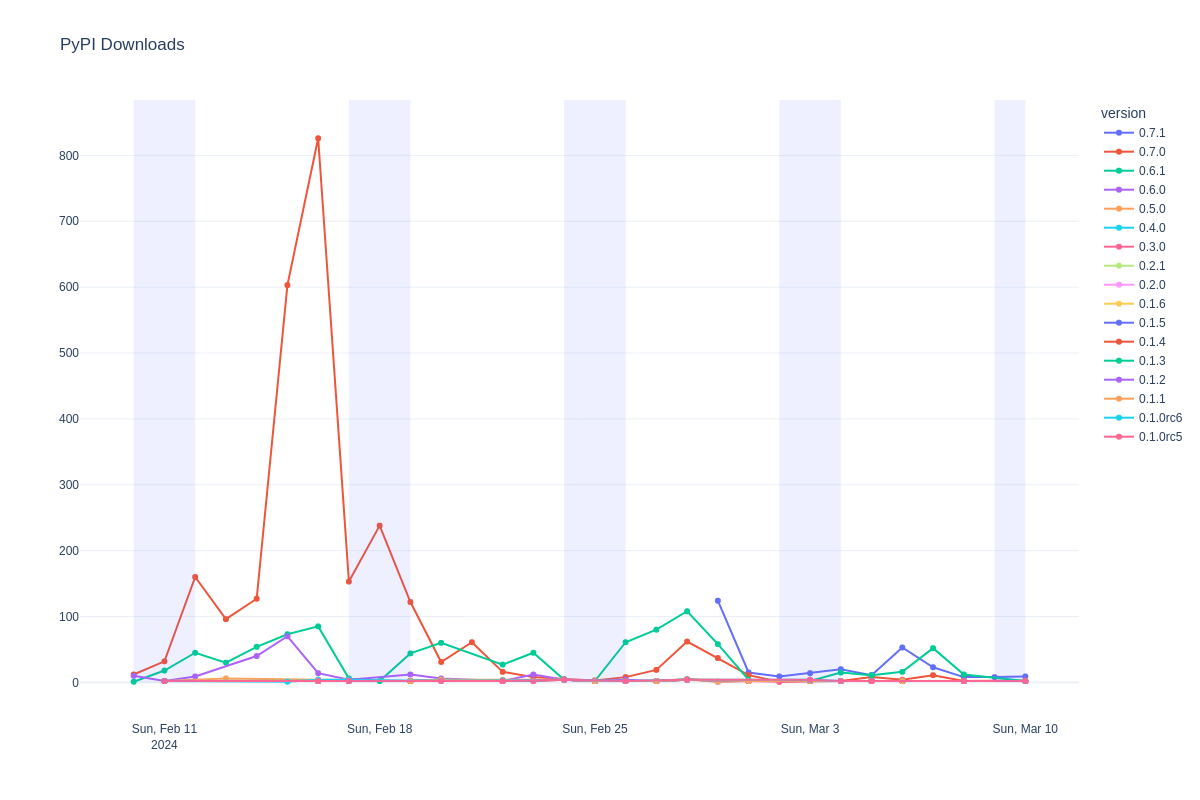 PyPI Downloads
800
700
600
500
400
300
200
100
0
Sun, Feb 11
2024
Sun, Feb 18
Sun, Feb 25
Sun, Mar 3
Sun, Mar 10
version
0.7.1
0.7.0
0.6.1
0.6.0
0.5.0
0.4.0
0.3.0
0.2.1
0.2.0
0.1.6
0.1.5
0.1.4
0.1.3
0.1.2
0.1.1
0.1.0rc6
0.1.0rc5